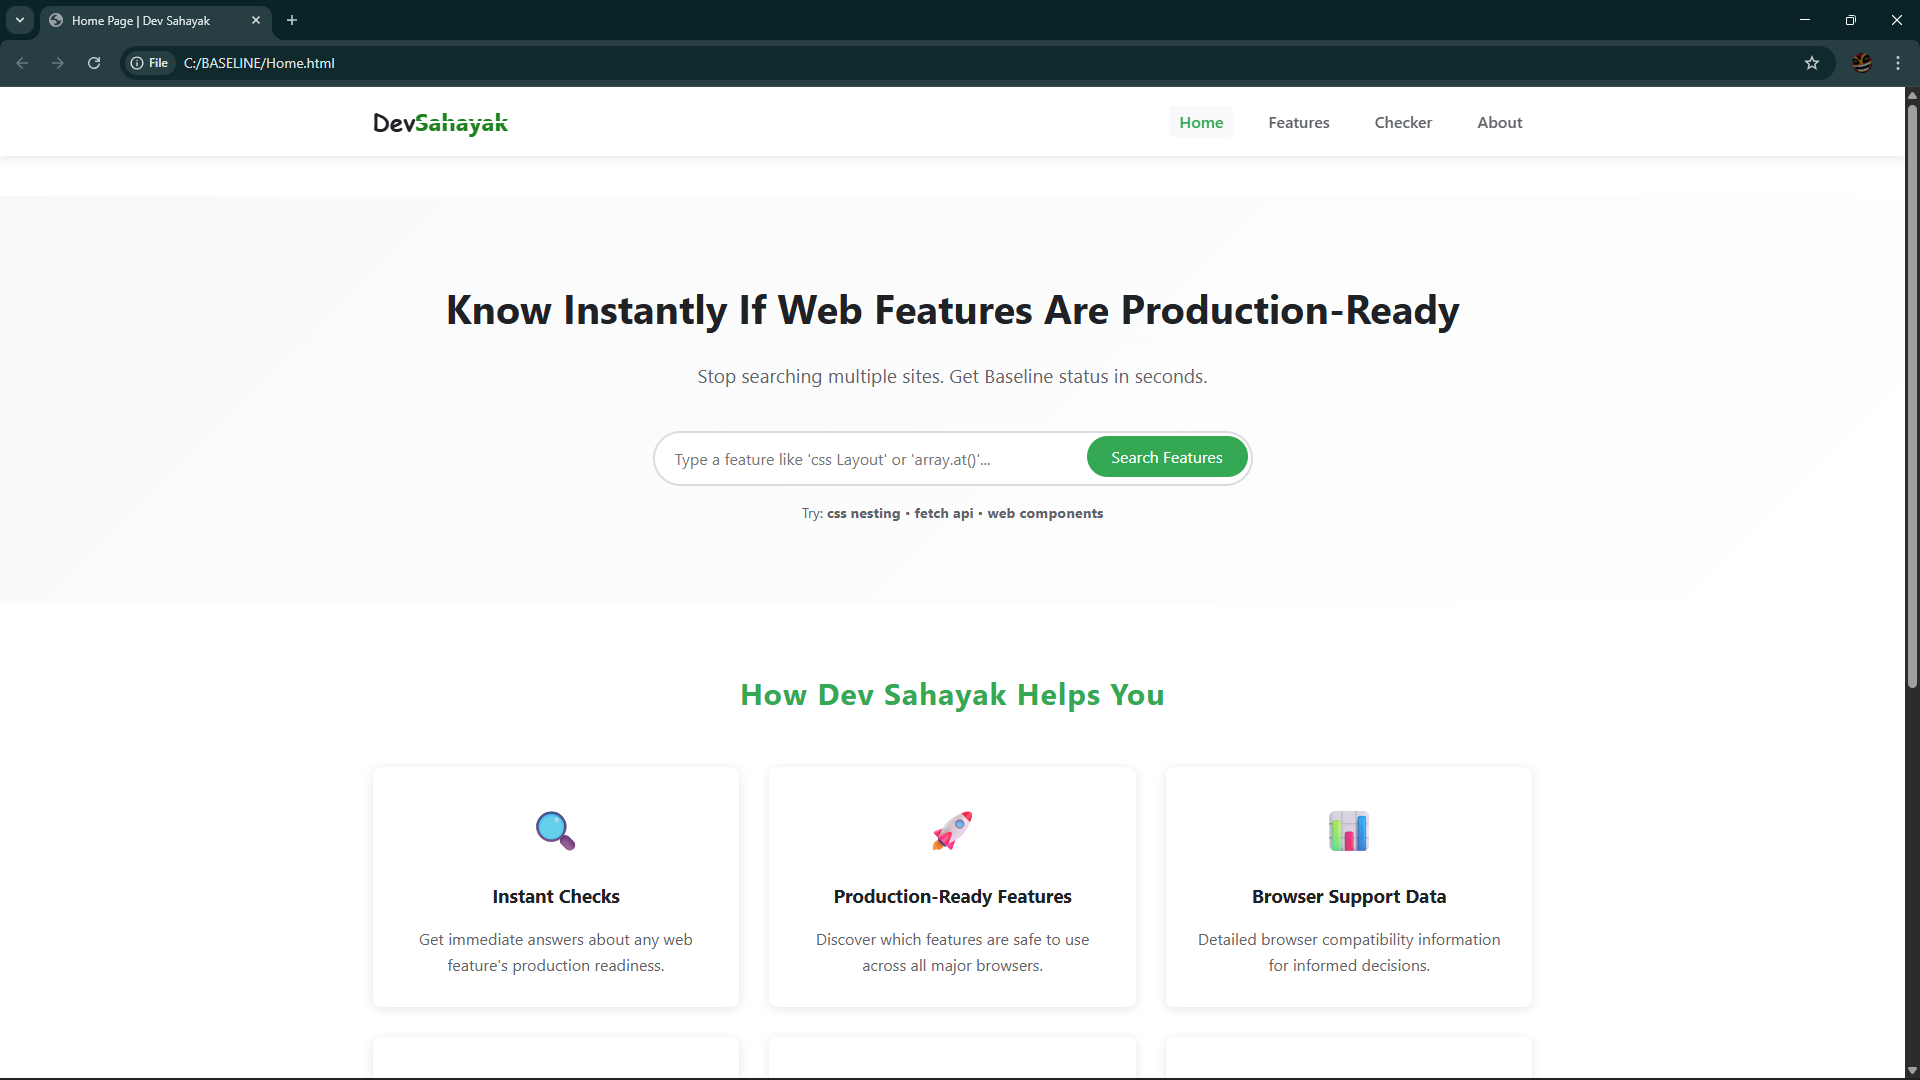 Home Page | Dev Sahayak
File
C:/BASELINE/Home.html
DevSahayak
Home
Features
Checker
About
Know Instantly If Web Features Are Production-Ready
Stop searching multiple sites. Get Baseline status in seconds.
Type a feature like 'css Layout' or 'array.at()'...
Search Features
Try: css nesting • fetch api • web components
How Dev Sahayak Helps You
Instant Checks
Get immediate answers about any web
feature's production readiness.
Production-Ready Features
Discover which features are safe to use
across all major browsers.
Browser Support Data
Detailed browser compatibility information
for informed decisions.